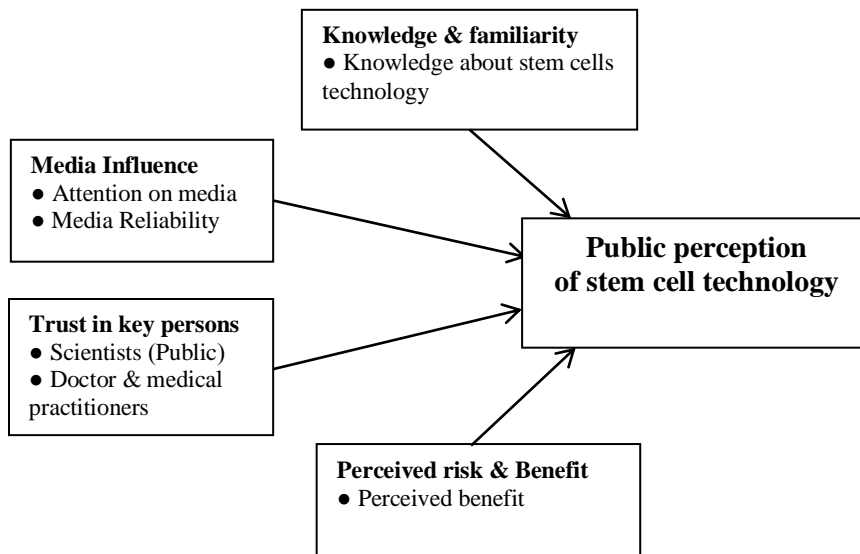 Knowledge & familiarity
● Knowledge about stem cells
technology
Media Influence
● Attention on media
● Media Reliability
Public perception
of stem cell technology
Trust in key persons
● Scientists (Public)
● Doctor & medical
practitioners
Perceived risk & Benefit
● Perceived benefit